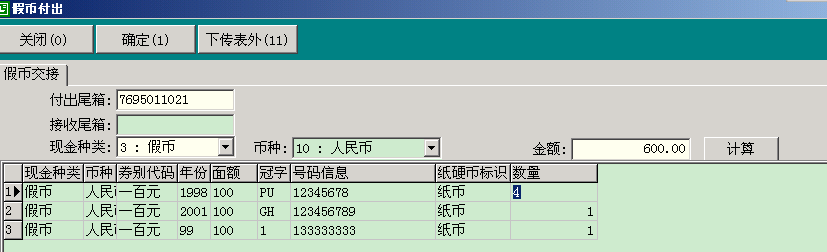 假币付出
关闭(0) 确定(1) 下传表外(11)
假币交接
付出尾箱: 7695011021
接收尾箱:
现金种类: 3 : 假币 币种: 10 : 人民币 金额: 600.00 计算
现金种类 币种 券别代码 年份 面额 冠字 号码信息 纸硬币标识 数量
1 假币 人民 一百元 1998 100 PU 12345678 纸币 4
2 假币 人民 一百元 2001 100 GH 123456789 纸币 1
3 假币 人民 一百元 99 100 1 133333333 纸币 1